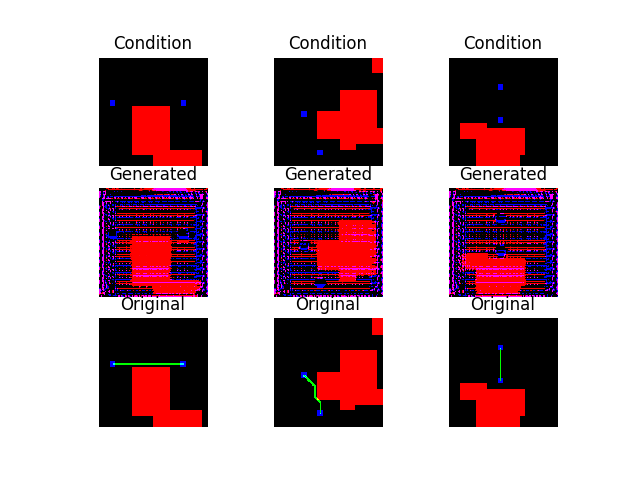 Condition Condition Condition
Generated Generated Generated
Original Original Original